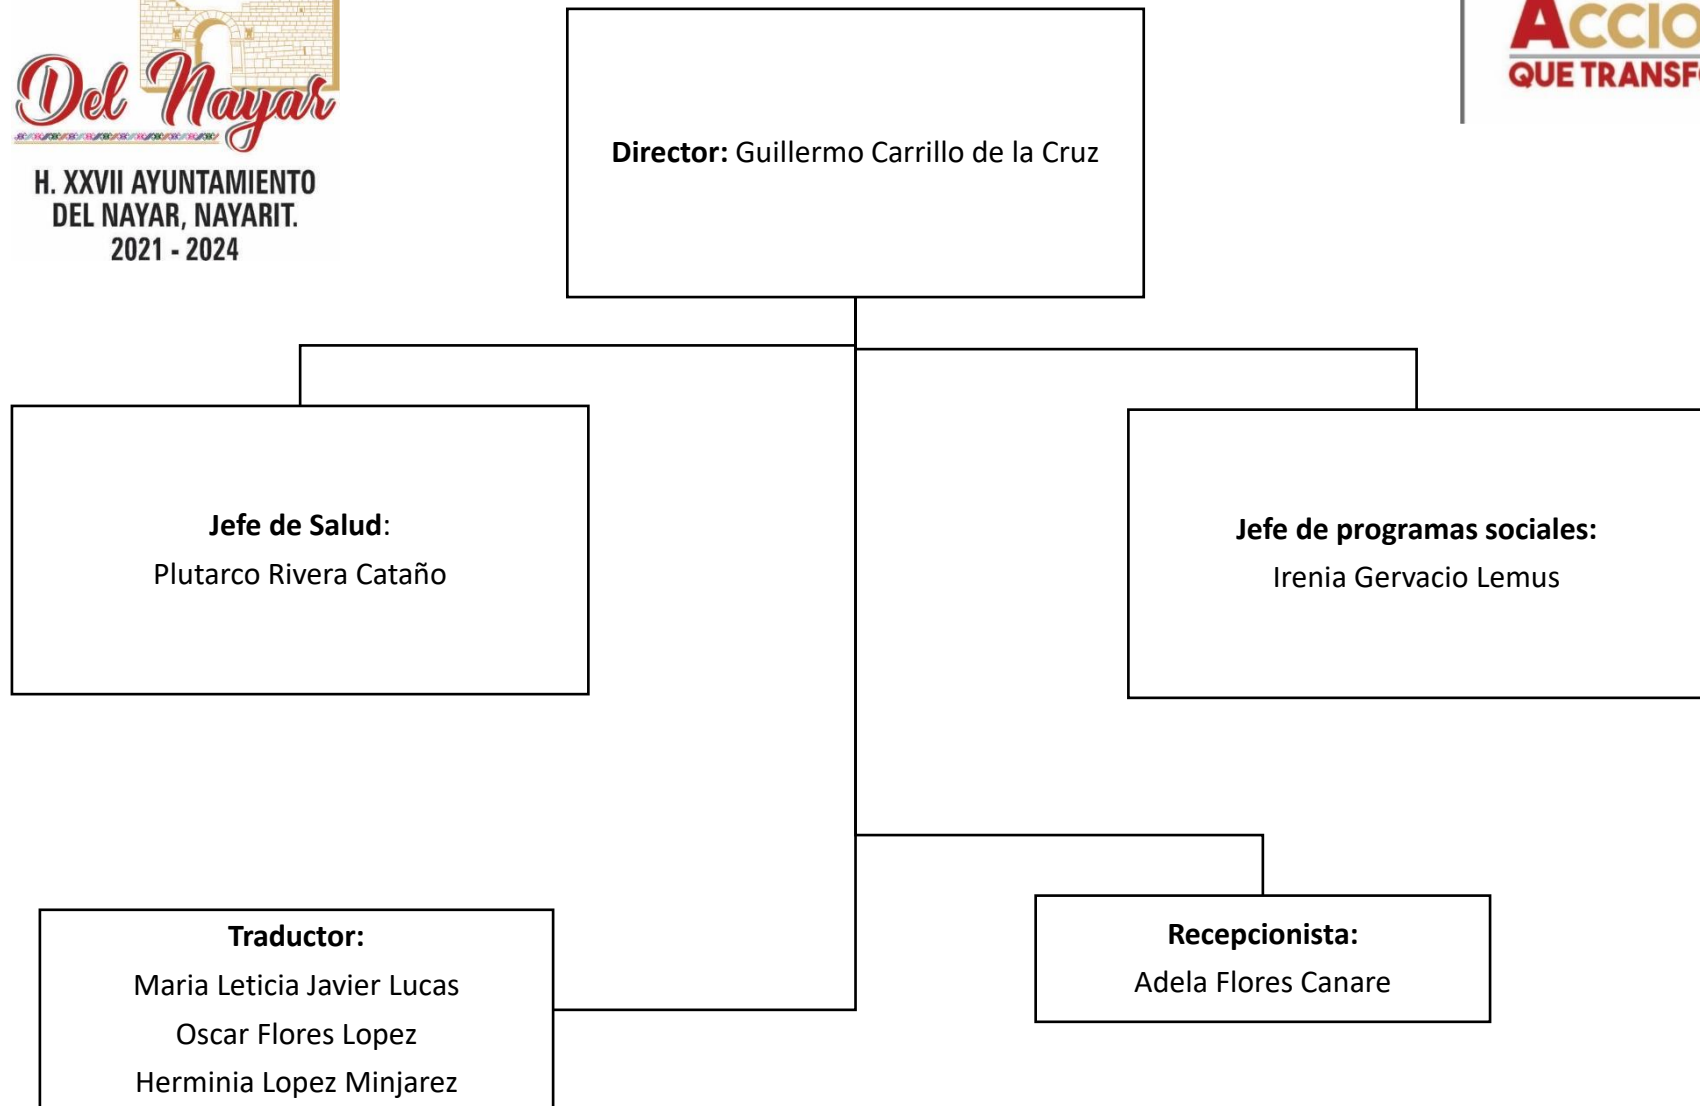 Del Nayar
H. XXVII AYUNTAMIENTO
DEL NAYAR, NAYARIT.
2021 - 2024
ACCIO
QUE TRANSFO
Director: Guillermo Carrillo de la Cruz
Jefe de Salud:
Plutarco Rivera Cataño
Jefe de programas sociales:
Irenia Gervacio Lemus
Traductor:
Maria Leticia Javier Lucas
Oscar Flores Lopez
Herminia Lopez Minjarez
Recepcionista:
Adela Flores Canare